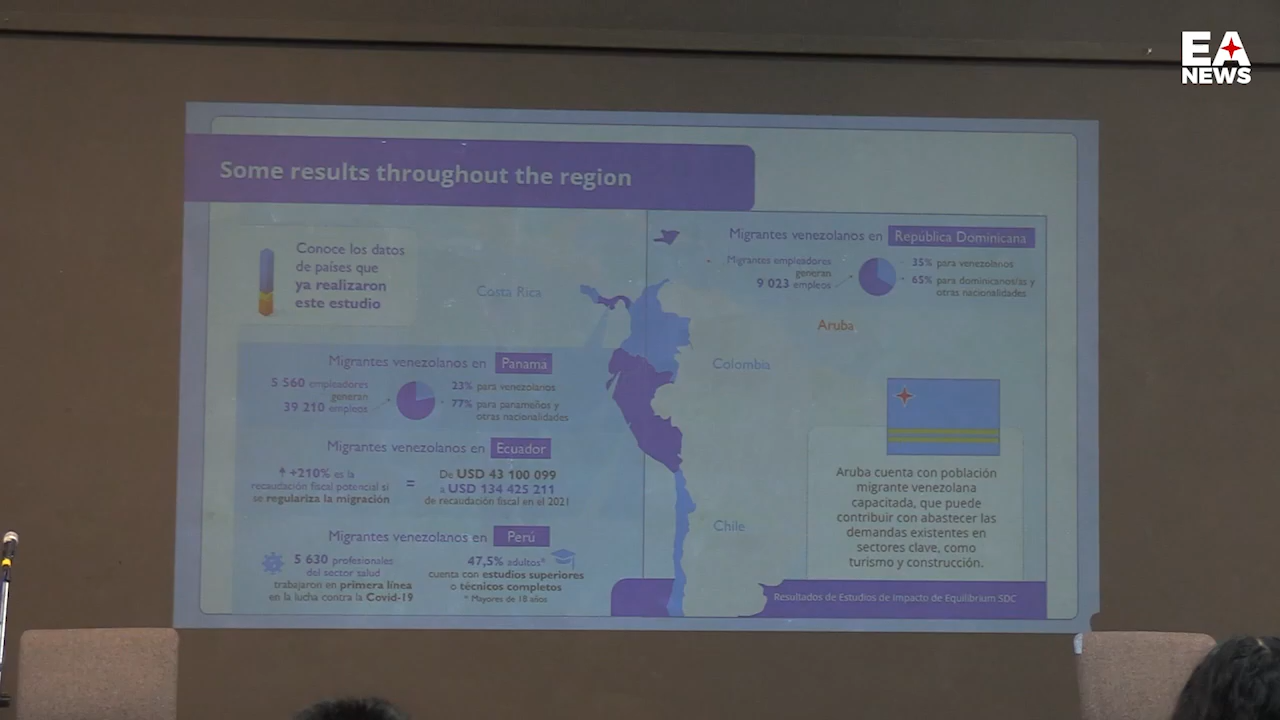 EA
NEWS
Some results throughout the region
Conoce los datos
de países que
ya realizaron
este estudio
Costa Rica
Migrantes venezolanos en Panamá
5 560 empleadores
generan
39 210 empleos
23% para venezolanos
77% para panameños y
otras nacionalidades
Migrantes venezolanos en Ecuador
+210% es la
recaudación fiscal potencial si
se regulariza la migración
=
De USD 43 100 099
a USD 134 425 211
de recaudación fiscal en el 2021
Migrantes venezolanos en Perú
5 630 profesionales
del sector salud
trabajaron en primera línea
en la lucha contra la Covid-19
47,5% adultos*
cuenta con estudios superiores
o técnicos completos
* Mayores de 18 años
Migrantes venezolanos en República Dominicana
Migrantes empleadores
generan
9 023 empleos
35% para venezolanos
65% para dominicanos/as y
otras nacionalidades
Aruba
Colombia
Chile
Aruba cuenta con población
migrante venezolana
capacitada, que puede
contribuir con abastecer las
demandas existentes en
sectores clave, como
turismo y construcción.
Resultados de Estudios de Impacto de Equilibrium SDC